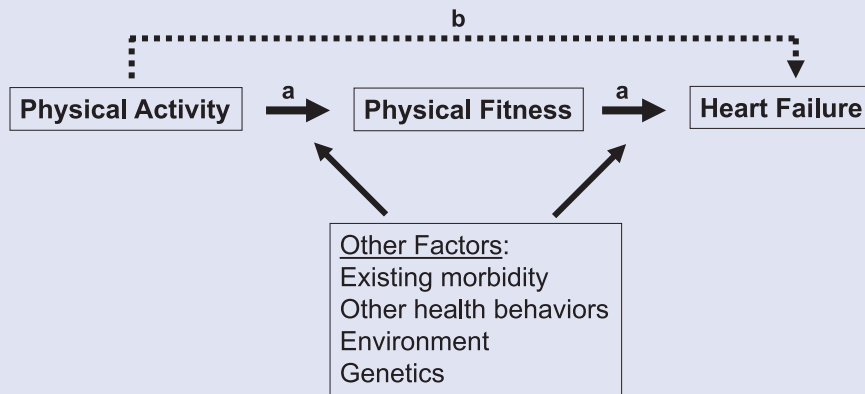 b
a
a
Physical Activity
Physical Fitness
Heart Failure
Other Factors:
Existing morbidity
Other health behaviors
Environment
Genetics